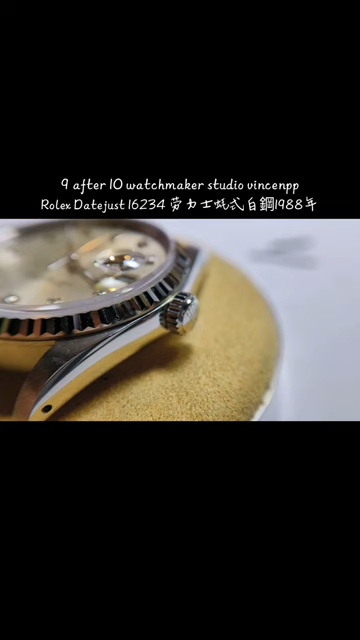 9 after 10 watchmaker studio vincenpp
Rolex Datejust 16234 劳力士蚝式白鋼1988年